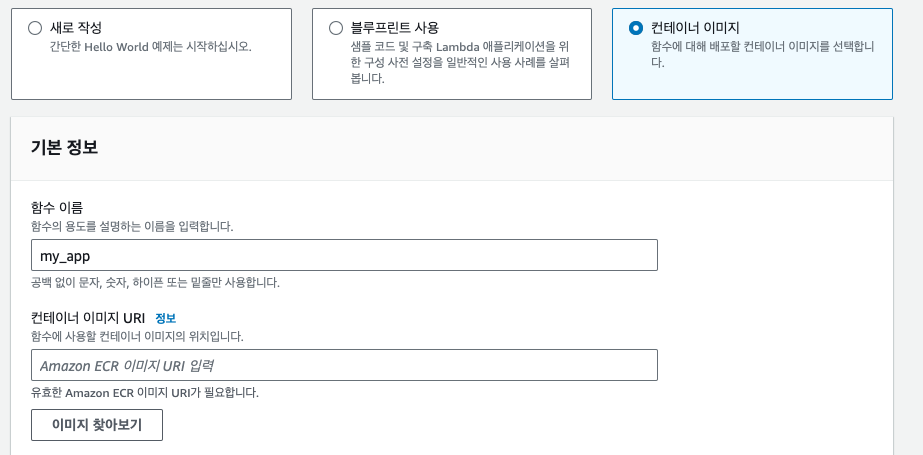 새로 작성
간단한 Hello World 예제는 시작하십시오.
블루프린트 사용
샘플 코드 및 구축 Lambda 애플리케이션을 위
한 구성 사전 설정을 일반적인 사용 사례를 살펴
봅니다.
컨테이너 이미지
함수에 대해 배포할 컨테이너 이미지를 선택합니
다.
기본 정보
함수 이름
함수의 용도를 설명하는 이름을 입력합니다.
my_app
공백 없이 문자, 숫자, 하이픈 또는 밑줄만 사용합니다.
컨테이너 이미지 URI 정보
함수에 사용할 컨테이너 이미지의 위치입니다.
Amazon ECR 이미지 URI 입력
유효한 Amazon ECR 이미지 URI가 필요합니다.
이미지 찾아보기